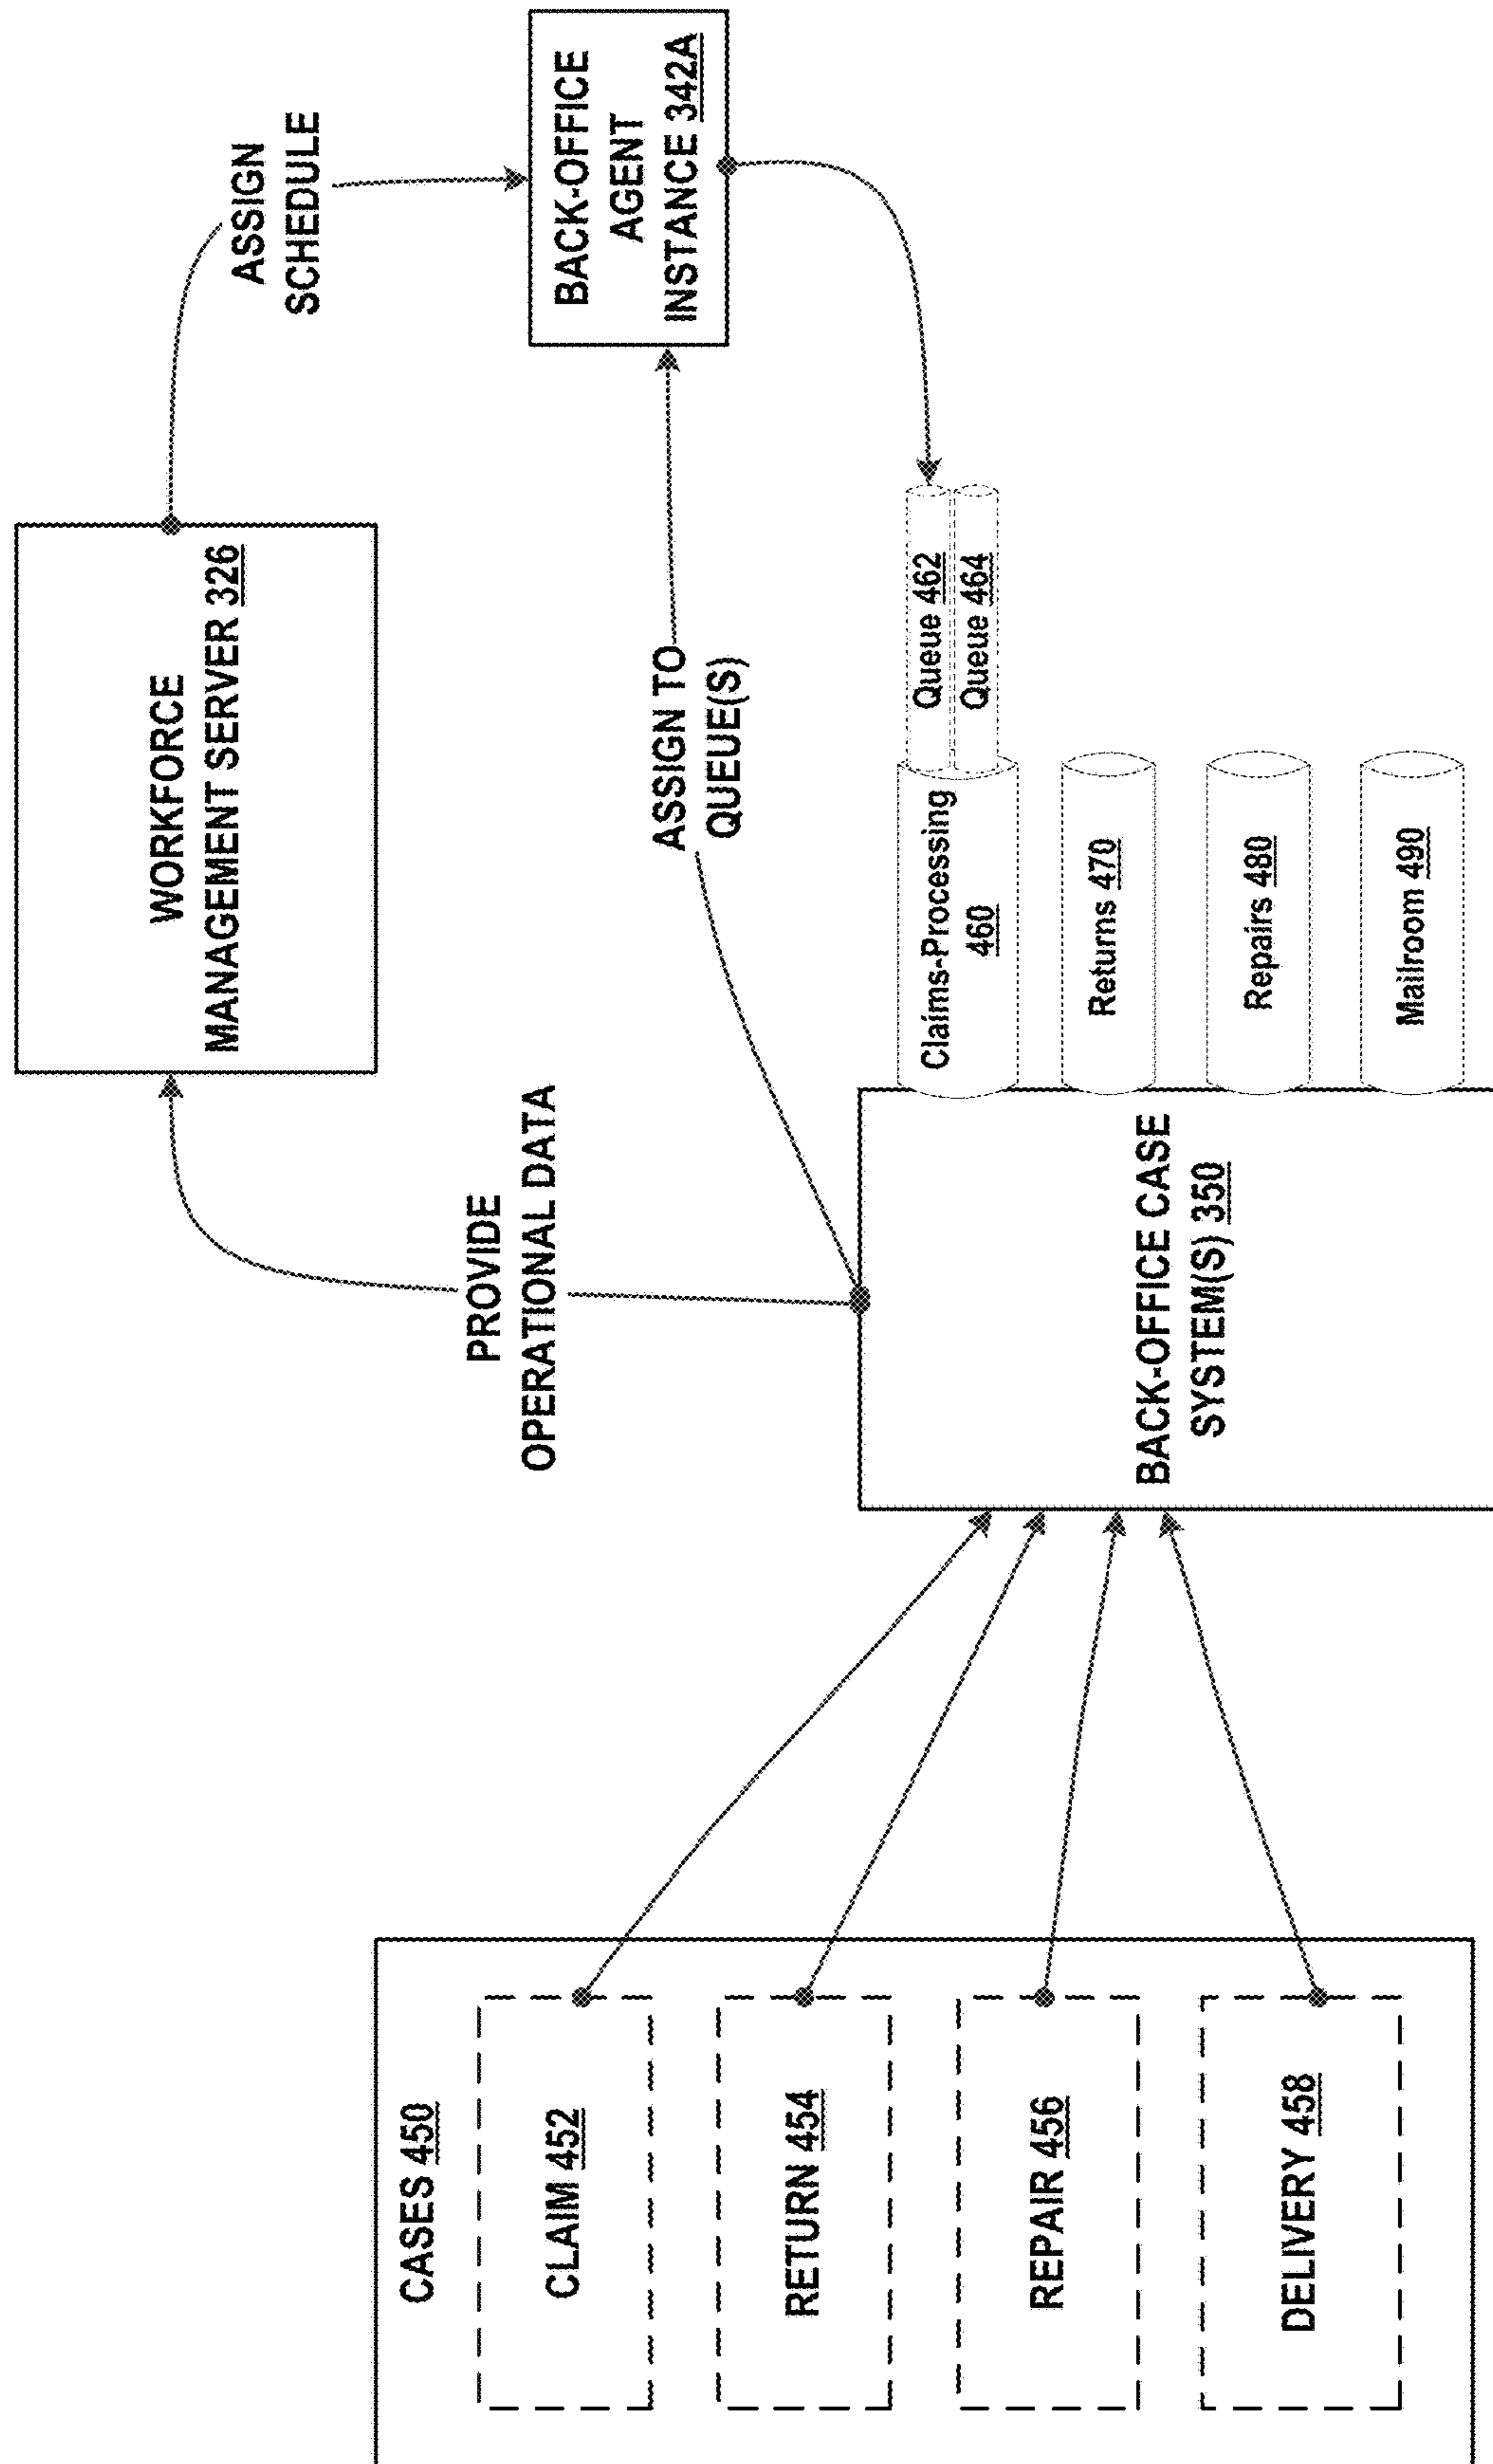 CASES 450
CLAIM 452
RETURN 454
REPAIR 456
DELIVERY 458
PROVIDE
OPERATIONAL DATA
WORKFORCE
MANAGEMENT SERVER 326
ASSIGN
SCHEDULE
ASSIGN TO
QUEUE(S)
BACK-OFFICE
AGENT
INSTANCE 342A
BACK-OFFICE CASE
SYSTEM(S) 350
Claims-Processing
460
Queue 462
Queue 464
Returns 470
Repairs 480
Mailroom 490